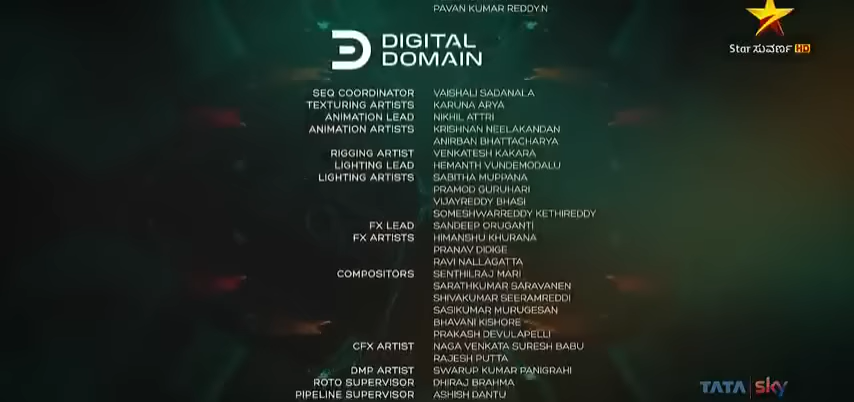 PAVAN KUMAR REDDY.N
Star ಸುವರ್ಣ HD
DIGITAL
DOMAIN
SEQ COORDINATOR VAISHALI SADANALA
TEXTURING ARTISTS KARUNA ARYA
ANIMATION LEAD NIKHIL ATTRI
ANIMATION ARTISTS KRISHNAN NEELAKANDAN
ANIRBAN BHATTACHARYA
RIGGING ARTIST VENKATESH KAKARA
LIGHTING LEAD HEMANTH VUNDEMODALU
LIGHTING ARTISTS SABITHA MUPPANA
PRAMOD GURUHARI
VIJAYREDDY BHASI
SOMESHWARREDDY KETHIREDDY
FX LEAD SANDEEP ORUGANTI
FX ARTISTS HIMANSHU KHURANA
PRANAV DIDIGE
RAVI NALLAGATTA
COMPOSITORS SENTHILRAJ MARI
SARATHKUMAR SARAVANEN
SHIVAKUMAR SEERAMREDDI
SASIKUMAR MURUGESAN
BHAVANI KISHORE
PRAKASH DEVULAPELLI
CFX ARTIST NAGA VENKATA SURESH BABU
RAJESH PUTTA
DMP ARTIST SWARUP KUMAR PANIGRAHI
ROTO SUPERVISOR DHIRAJ BRAHMA
PIPELINE SUPERVISOR ASHISH DANTU
TATA sky